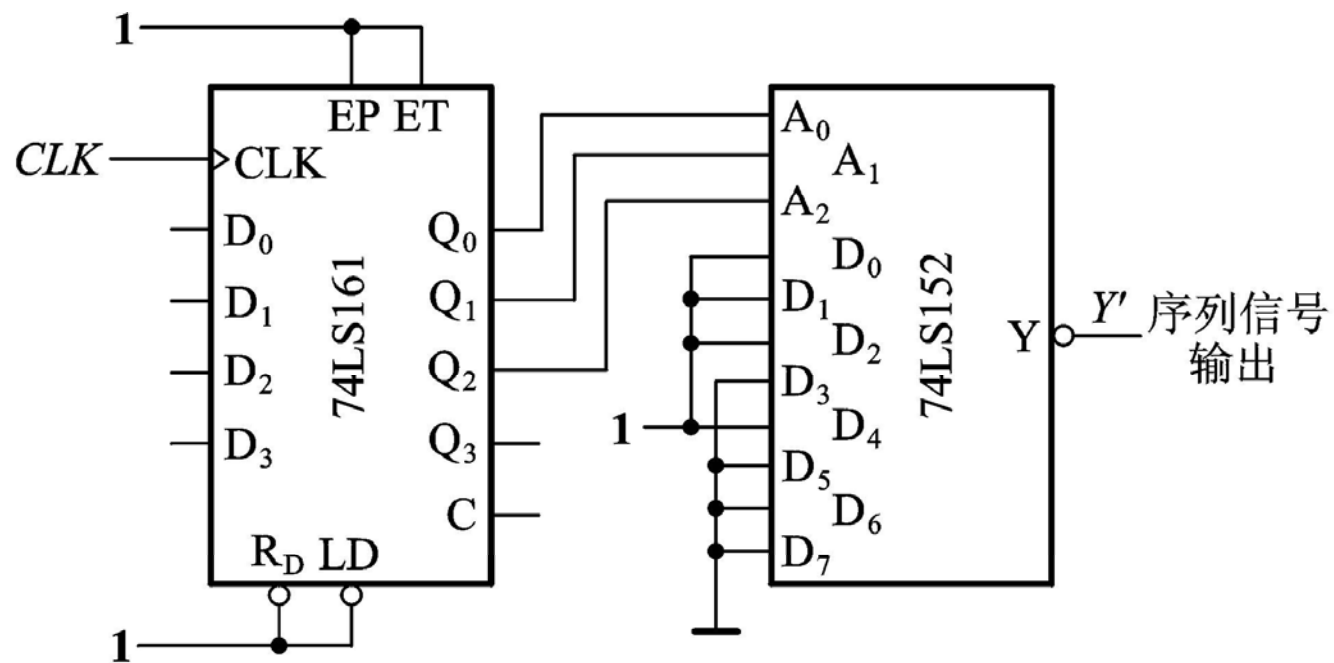 1
EP ET
CLK
CLK
D0
D1
D2
D3
74LS161
Q0
Q1
Q2
Q3
C
RD LD
1
A0
A1
A2
D0
D1
D2
D3
1
D4
D5
D6
D7
74LS152
Y
Y'
序列信号
输出